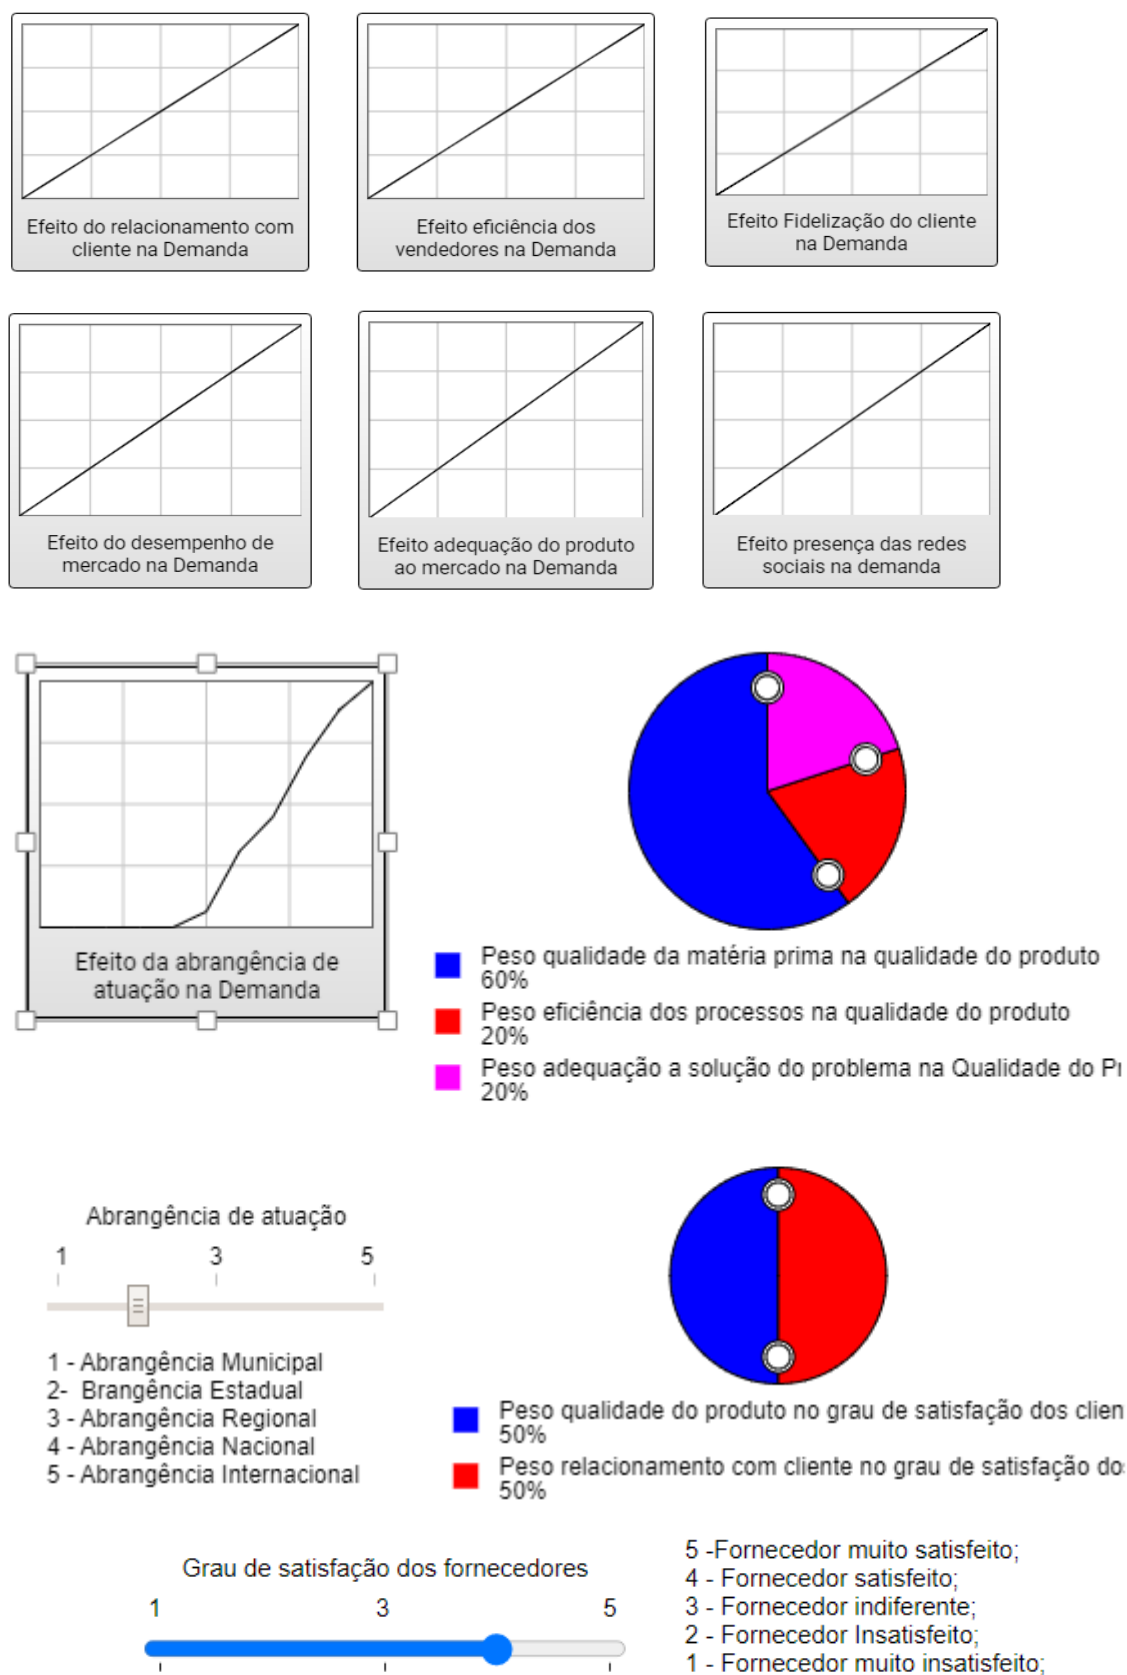 Efeito do relacionamento com
cliente na Demanda
Efeito eficiência dos
vendedores na Demanda
Efeito Fidelização do cliente
na Demanda
Efeito do desempenho de
mercado na Demanda
Efeito adequação do produto
ao mercado na Demanda
Efeito presença das redes
sociais na demanda
Efeito da abrangência de
atuação na Demanda
Peso qualidade da matéria prima na qualidade do produto
60%
Peso eficiência dos processos na qualidade do produto
20%
Peso adequação a solução do problema na Qualidade do
20%
Abrangência de atuação
1 3 5
1 - Abrangência Municipal
2- Brangência Estadual
3 - Abrangência Regional
4 - Abrangência Nacional
5 - Abrangência Internacional
Peso qualidade do produto no grau de satisfação dos clien
50%
Peso relacionamento com cliente no grau de satisfação do
50%
Grau de satisfação dos fornecedores
1 3 5
5 -Fornecedor muito satisfeito;
4 - Fornecedor satisfeito;
3 - Fornecedor indiferente;
2 - Fornecedor Insatisfeito;
1 - Fornecedor muito insatisfeito;